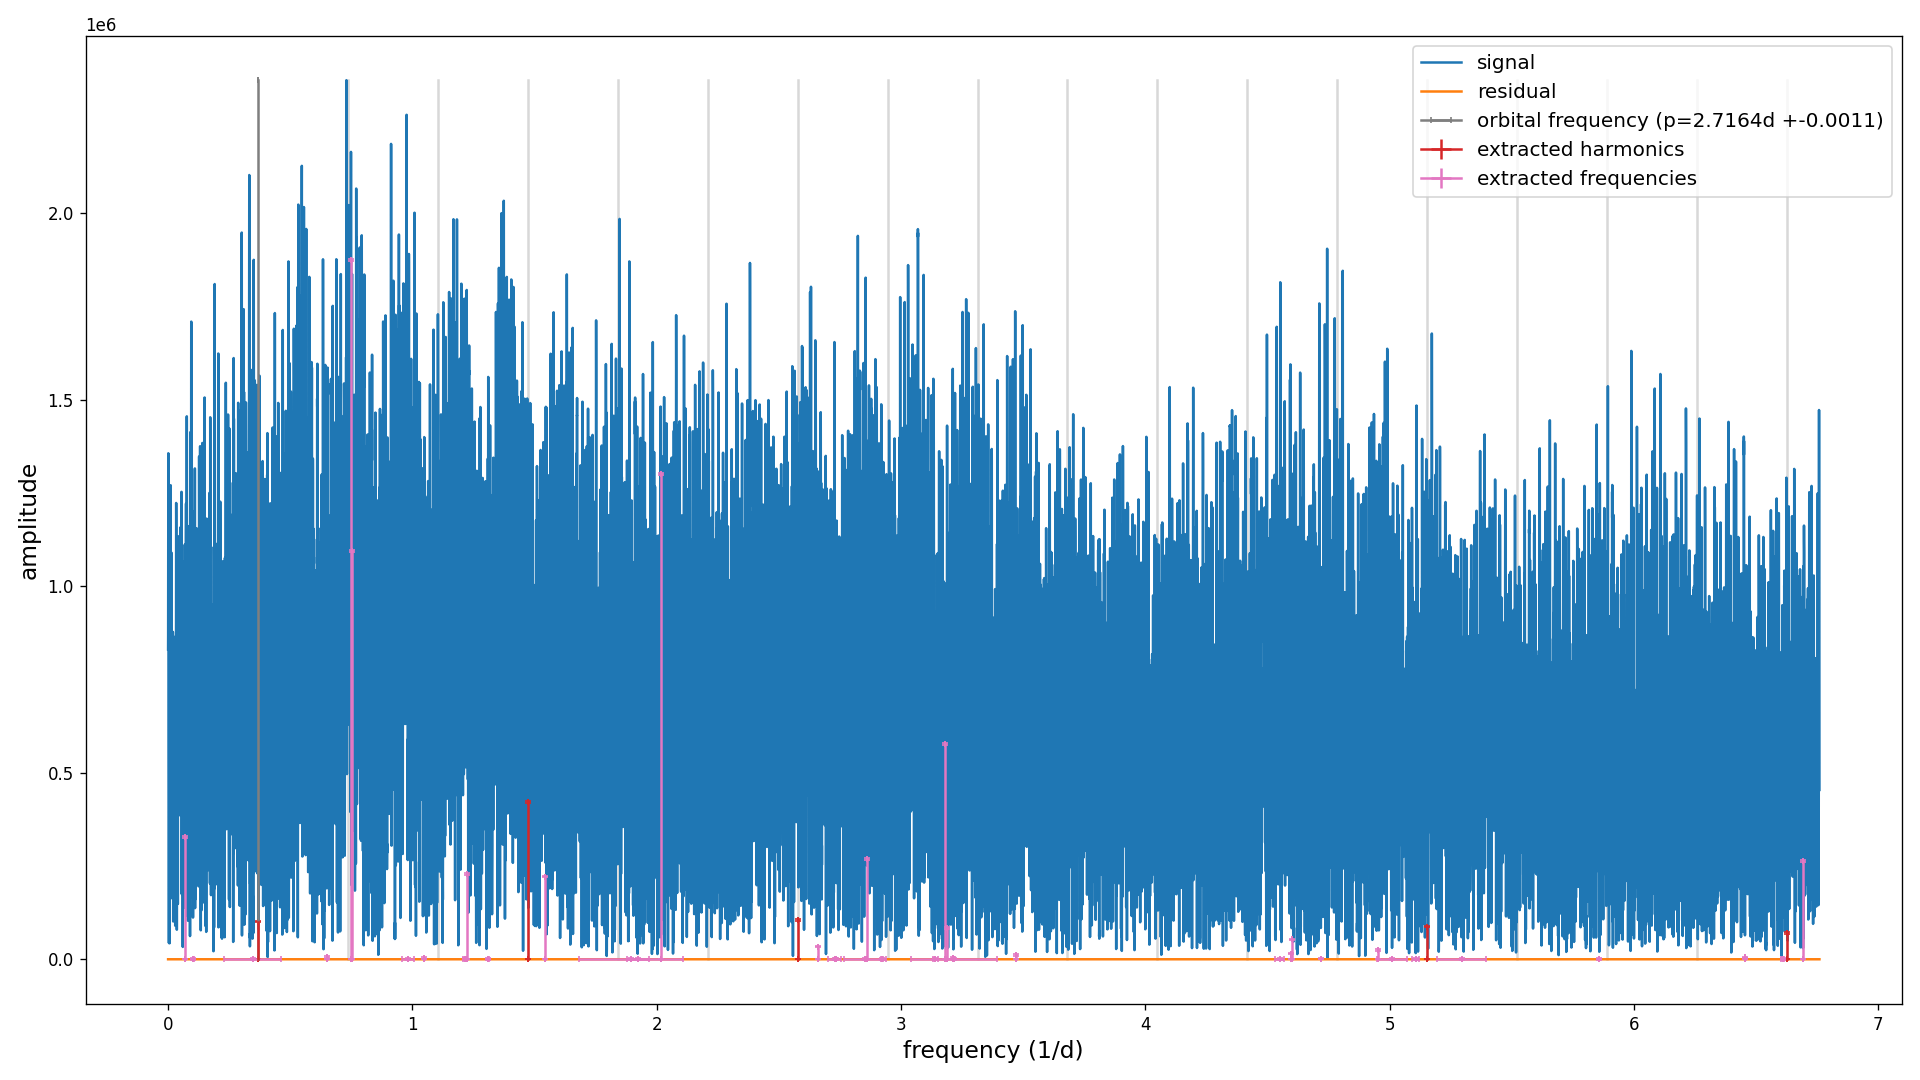 1e6
signal
residual
orbital frequency (p=2.7164d +-0.0011)
extracted harmonics
extracted frequencies
2.0
1.5
1.0
0.5
0.0
amplitude
0 1 2 3 4 5 6 7
frequency (1/d)